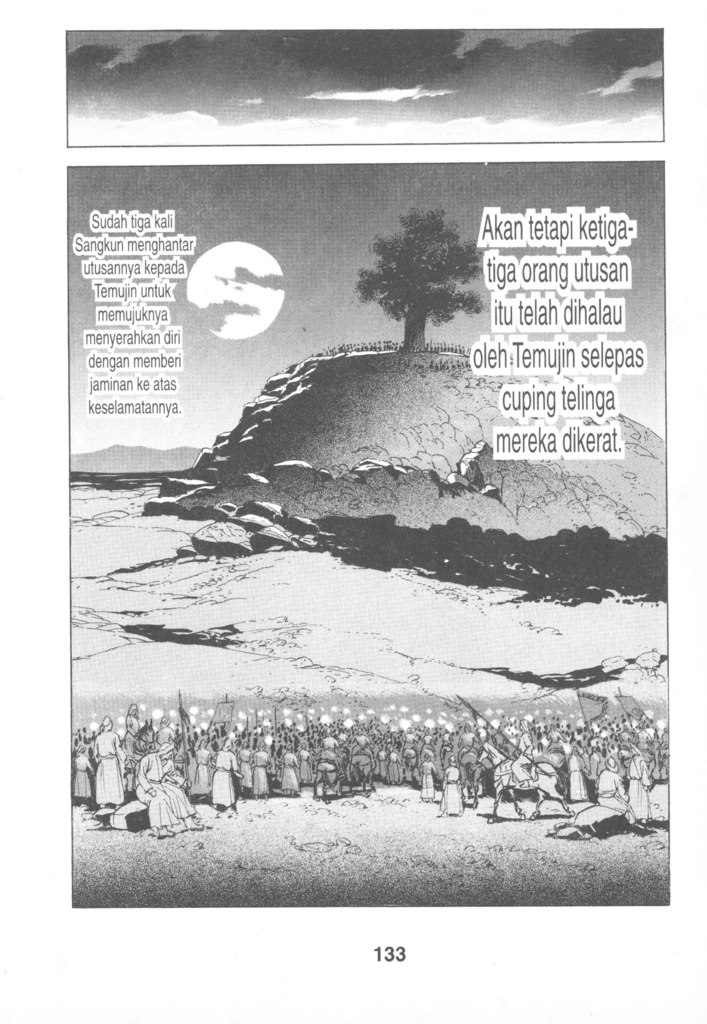 Sudah tiga kali
Sangkun menghantar
utusannya kepada
Temujin untuk
memujuknya
menyerahkan diri
dengan memberi
jaminan ke atas
keselamatannya.
Akan tetapi ketiga-
tiga orang utusan
itu telah dihalau
oleh Temujin selepas
cuping telinga
mereka dikerat.
133